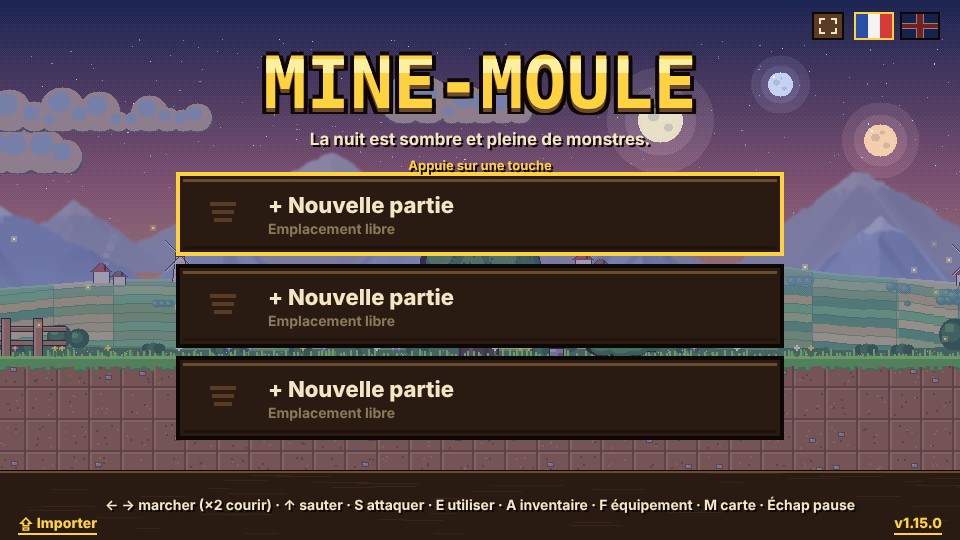 MINE-MOULE
La nuit est sombre et pleine de monstres.
Appuie sur une touche
+ Nouvelle partie
Emplacement libre
+ Nouvelle partie
Emplacement libre
+ Nouvelle partie
Emplacement libre
← → marcher (×2 courir) · ↑ sauter · S attaquer · E utiliser · A inventaire · F équipement · M carte · Échap pause
⇪ Importer
v1.15.0